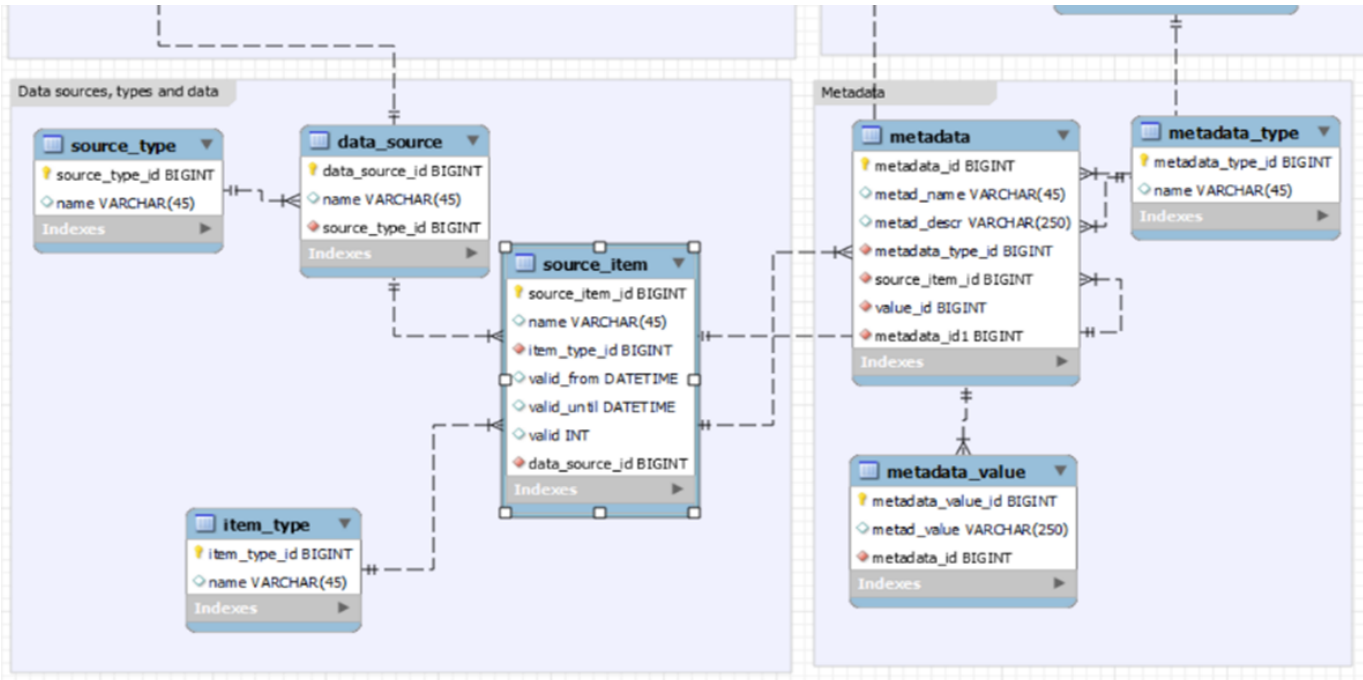 Data sources, types and data
source_type
source_type_id BIGINT
name VARCHAR(45)
Indexes
data_source
data_source_id BIGINT
name VARCHAR(45)
source_type_id BIGINT
Indexes
source_item
source_item_id BIGINT
name VARCHAR(45)
item_type_id BIGINT
valid_from DATETIME
valid_until DATETIME
valid INT
data_source_id BIGINT
Indexes
item_type
item_type_id BIGINT
name VARCHAR(45)
Indexes
Metadata
metadata
metadata_id BIGINT
metad_name VARCHAR(45)
metad_descr VARCHAR(250)
metadata_type_id BIGINT
source_item_id BIGINT
value_id BIGINT
metadata_id1 BIGINT
Indexes
metadata_type
metadata_type_id BIGINT
name VARCHAR(45)
Indexes
metadata_value
metadata_value_id BIGINT
metad_value VARCHAR(250)
metadata_id BIGINT
Indexes